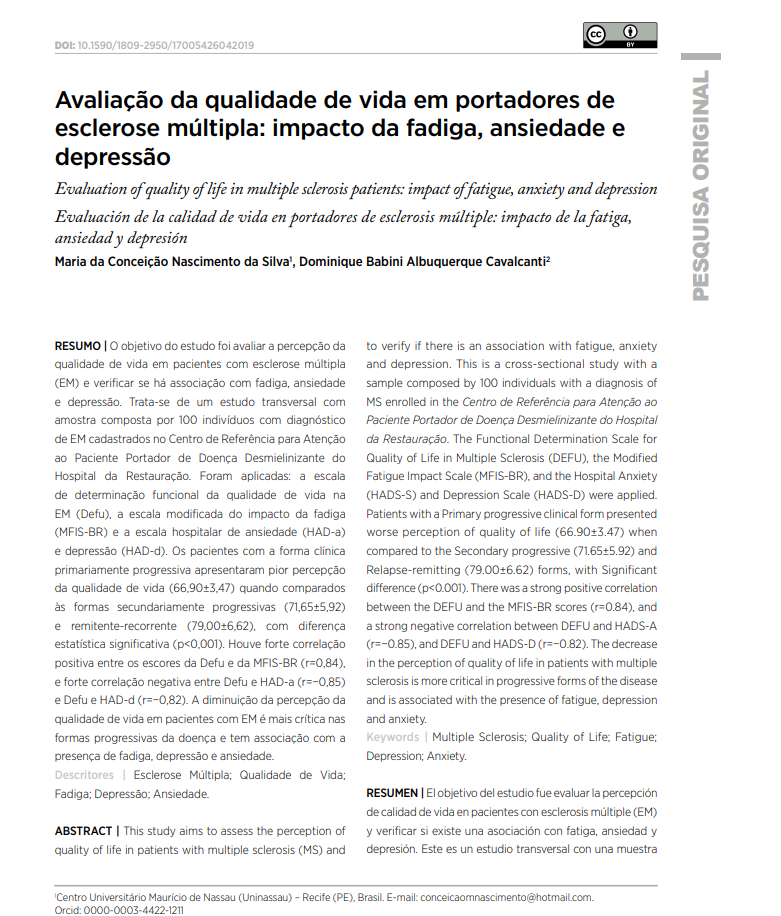 DOI: 10.1590/1809-2950/17005426042019
cc BY
PESQUISA ORIGINAL
Avaliação da qualidade de vida em portadores de
esclerose múltipla: impacto da fadiga, ansiedade e
depressão
Evaluation of quality of life in multiple sclerosis patients: impact of fatigue, anxiety and depression
Evaluación de la calidad de vida en portadores de esclerosis múltiple: impacto de la fatiga,
ansiedad y depresión
Maria da Conceição Nascimento da Silva¹, Dominique Babini Albuquerque Cavalcanti²
RESUMO | O objetivo do estudo foi avaliar a percepção da
qualidade de vida em pacientes com esclerose múltipla
(EM) e verificar se há associação com fadiga, ansiedade
e depressão. Trata-se de um estudo transversal com
amostra composta por 100 indivíduos com diagnóstico
de EM cadastrados no Centro de Referência para Atenção
ao Paciente Portador de Doença Desmielinizante do
Hospital da Restauração. Foram aplicadas: a escala
de determinação funcional da qualidade de vida na
EM (Defu), a escala modificada do impacto da fadiga
(MFIS-BR) e a escala hospitalar de ansiedade (HAD-a)
e depressão (HAD-d). Os pacientes com a forma clínica
primariamente progressiva apresentaram pior percepção
da qualidade de vida (66,90±3,47) quando comparados
às formas secundariamente progressivas (71,65±5,92)
e remitente-recorrente (79,00±6,62), com diferença
estatística significativa (p<0,001). Houve forte correlação
positiva entre os escores da Defu e da MFIS-BR (r=0,84),
e forte correlação negativa entre Defu e HAD-a (r=−0,85)
e Defu e HAD-d (r=−0,82). A diminuição da percepção da
qualidade de vida em pacientes com EM é mais crítica nas
formas progressivas da doença e tem associação com a
presença de fadiga, depressão e ansiedade.
Descritores | Esclerose Múltipla; Qualidade de Vida;
Fadiga; Depressão; Ansiedade.
ABSTRACT | This study aims to assess the perception of
quality of life in patients with multiple sclerosis (MS) and
to verify if there is an association with fatigue, anxiety
and depression. This is a cross-sectional study with a
sample composed by 100 individuals with a diagnosis of
MS enrolled in the Centro de Referência para Atenção ao
Paciente Portador de Doença Desmielinizante do Hospital
da Restauração. The Functional Determination Scale for
Quality of Life in Multiple Sclerosis (DEFU), the Modified
Fatigue Impact Scale (MFIS-BR), and the Hospital Anxiety
(HADS-S) and Depression Scale (HADS-D) were applied.
Patients with a Primary progressive clinical form presented
worse perception of quality of life (66.90±3.47) when
compared to the Secondary progressive (71.65±5.92) and
Relapse-remitting (79.00±6.62) forms, with Significant
difference (p<0.001). There was a strong positive correlation
between the DEFU and the MFIS-BR scores (r=0.84), and
a strong negative correlation between DEFU and HADS-A
(r=−0.85), and DEFU and HADS-D (r=−0.82). The decrease
in the perception of quality of life in patients with multiple
sclerosis is more critical in progressive forms of the disease
and is associated with the presence of fatigue, depression
and anxiety.
Keywords | Multiple Sclerosis; Quality of Life; Fatigue;
Depression; Anxiety.
RESUMEN | El objetivo del estudio fue evaluar la percepción
de calidad de vida en pacientes con esclerosis múltiple (EM)
y verificar si existe una asociación con fatiga, ansiedad y
depresión. Este es un estudio transversal con una muestra
¹Centro Universitário Maurício de Nassau (Uninassau) – Recife (PE), Brasil. E-mail: conceicaomnascimento@hotmail.com.
Orcid: 0000-0003-4422-1211